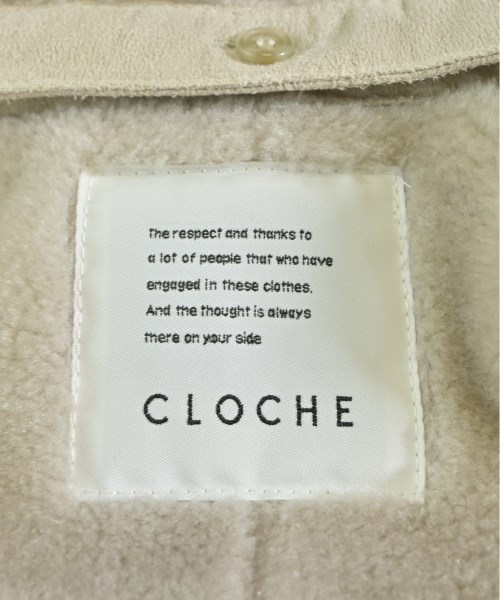 The respect and thanks to
a lot of people that who have
engaged in these clothes.
And the thought is always
there on your side
CLOCHE